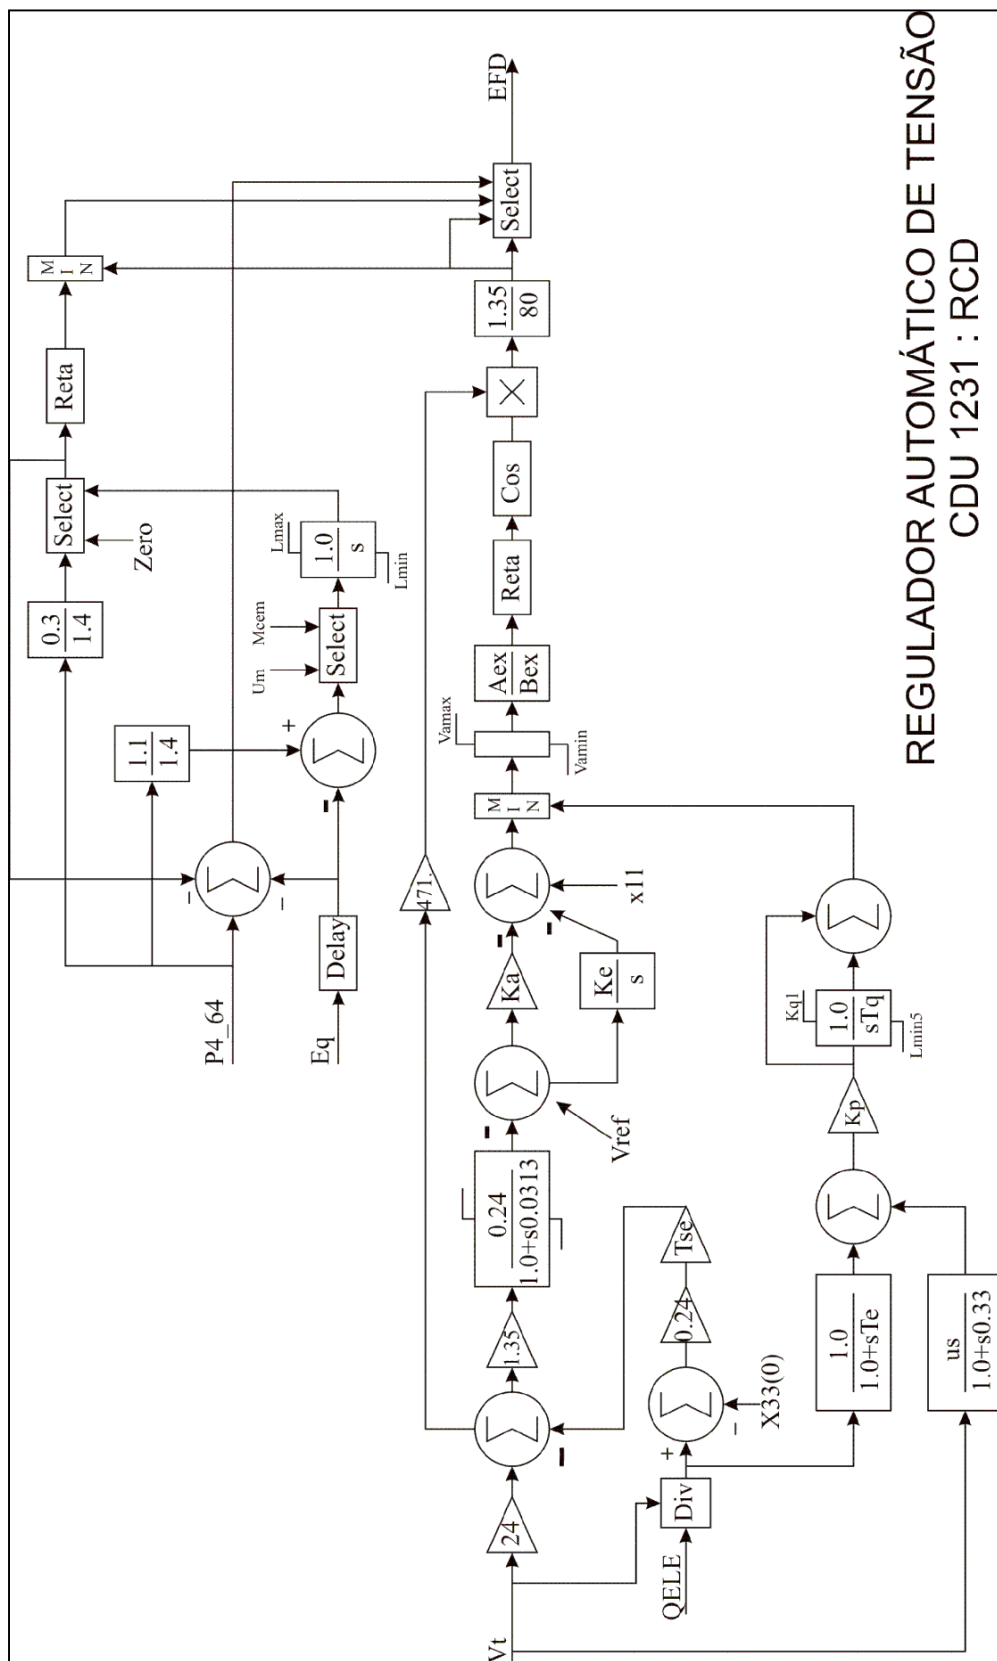 EFD
Select
M I N
Reta
Select
Zero
0.3
1.4
1.35
80
Cos
Reta
Aex
Bex
Vamax
Vamin
M I N
Lmax
1.0
s
Lmin
Mcem
Um
Select
+
1.1
1.4
-
-
-
Delay
P4_64
Eq
471.
-
-
x11
Ka
Ke
s
-
Vref
0.24
1.0+s0.0313
1.35
-
24
Vt
Tse
0.24
+
-
X33(0)
Div
QELE
Kq1
1.0
sTq
Lmin5
Kp
1.0
1.0+sTe
us
1.0+s0.33
REGULADOR AUTOMÁTICO DE TENSÃO
CDU 1231 : RCD